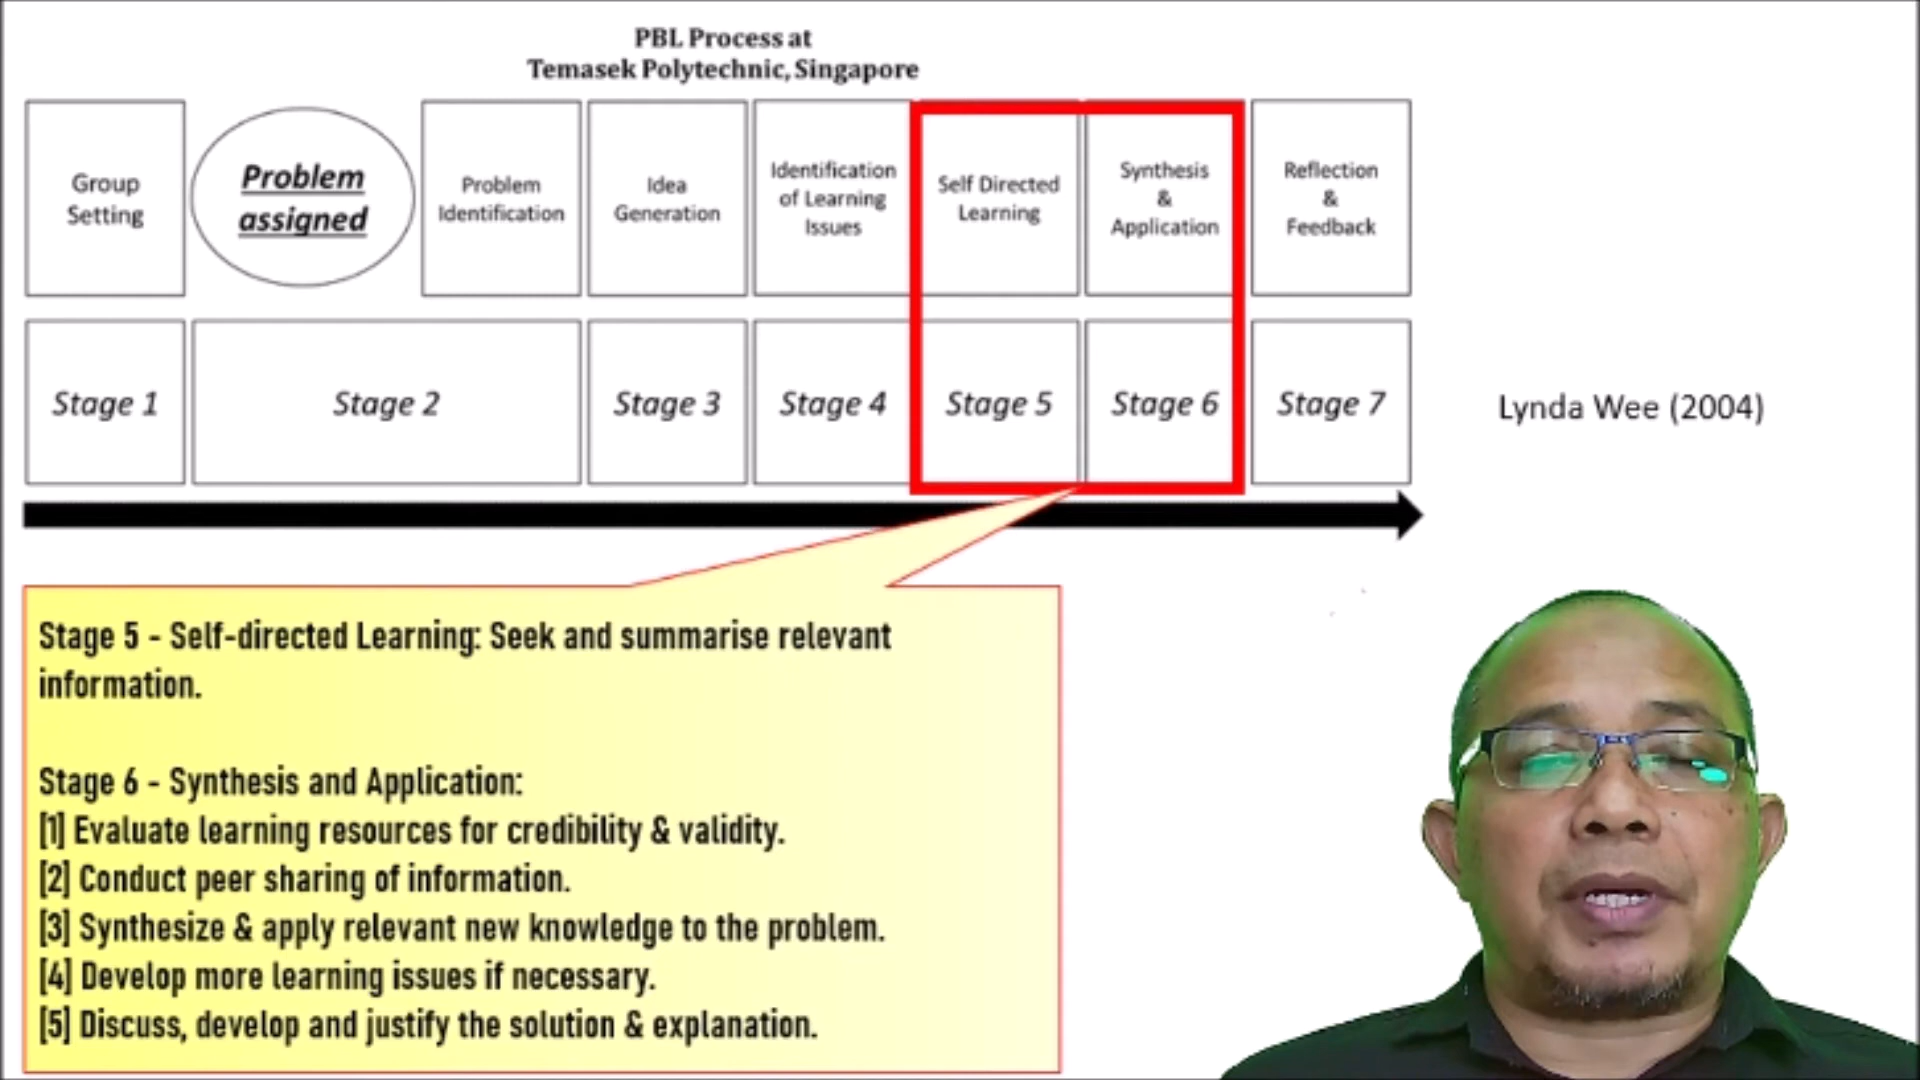 PBL Process at
Temasek Polytechnic, Singapore
Group
Setting
Problem
assigned
Problem
Identification
Idea
Generation
Identification
of Learning
Issues
Self Directed
Learning
Synthesis
&
Application
Reflection
&
Feedback
Stage 1
Stage 2
Stage 3
Stage 4
Stage 5
Stage 6
Stage 7
Lynda Wee (2004)
Stage 5 - Self-directed Learning: Seek and summarise relevant
information.
Stage 6 - Synthesis and Application:
[1] Evaluate learning resources for credibility & validity.
[2] Conduct peer sharing of information.
[3] Synthesize & apply relevant new knowledge to the problem.
[4] Develop more learning issues if necessary.
[5] Discuss, develop and justify the solution & explanation.